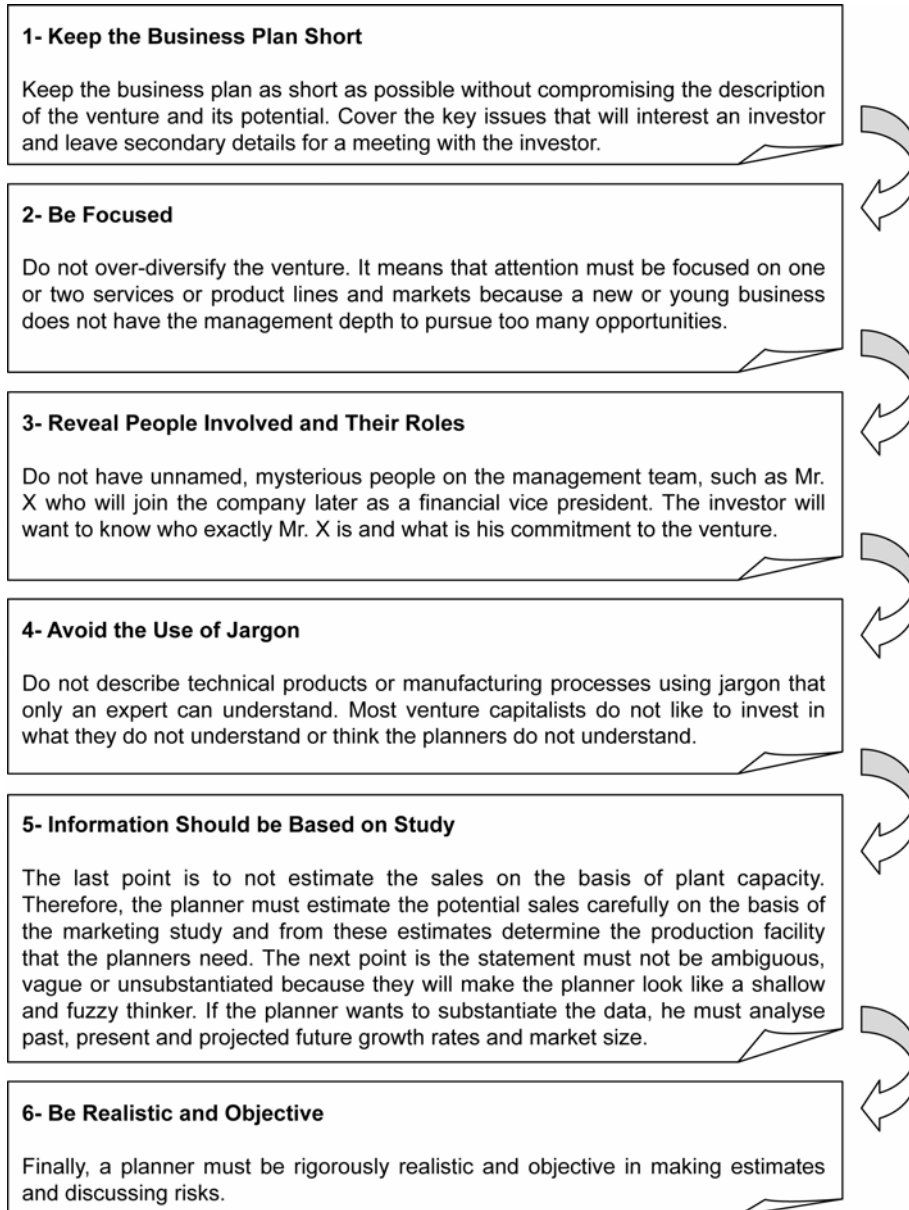 1- Keep the Business Plan Short
Keep the business plan as short as possible without compromising the description
of the venture and its potential. Cover the key issues that will interest an investor
and leave secondary details for a meeting with the investor.
2- Be Focused
Do not over-diversify the venture. It means that attention must be focused on one
or two services or product lines and markets because a new or young business
does not have the management depth to pursue too many opportunities.
3- Reveal People Involved and Their Roles
Do not have unnamed, mysterious people on the management team, such as Mr.
X who will join the company later as a financial vice president. The investor will
want to know who exactly Mr. X is and what is his commitment to the venture.
4- Avoid the Use of Jargon
Do not describe technical products or manufacturing processes using jargon that
only an expert can understand. Most venture capitalists do not like to invest in
what they do not understand or think the planners do not understand.
5- Information Should be Based on Study
The last point is to not estimate the sales on the basis of plant capacity.
Therefore, the planner must estimate the potential sales carefully on the basis of
the marketing study and from these estimates determine the production facility
that the planners need. The next point is the statement must not be ambiguous,
vague or unsubstantiated because they will make the planner look like a shallow
and fuzzy thinker. If the planner wants to substantiate the data, he must analyse
past, present and projected future growth rates and market size.
6- Be Realistic and Objective
Finally, a planner must be rigorously realistic and objective in making estimates
and discussing risks.